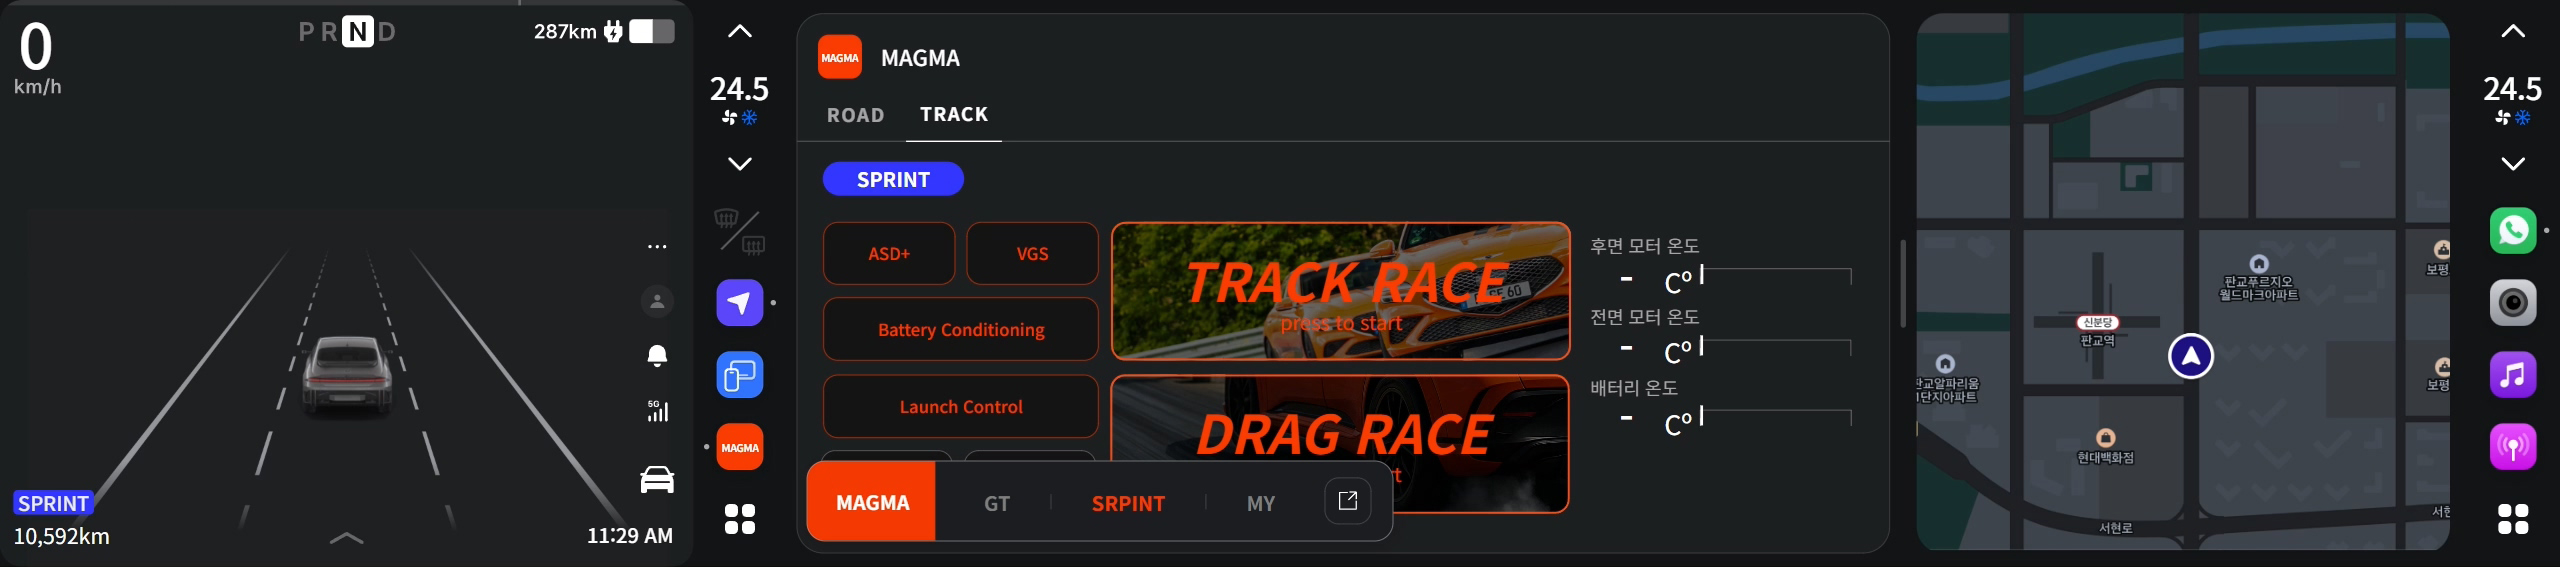 0
km/h
P R N D
287km
5G
SPRINT
10,592km
11:29 AM
24.5
MAGMA
MAGMA
MAGMA
ROAD
TRACK
SPRINT
ASD+
VGS
Battery Conditioning
Launch Control
TRACK RACE
press to start
DRAG RACE
후면 모터 온도
- Cº
전면 모터 온도
- Cº
배터리 온도
- Cº
MAGMA
GT
SRPINT
MY
판교푸르지오
월드마크아파트
신분당
판교역
판교알파리움
1단지아파트
현대백화점
보평
보평
서현로
서현
24.5